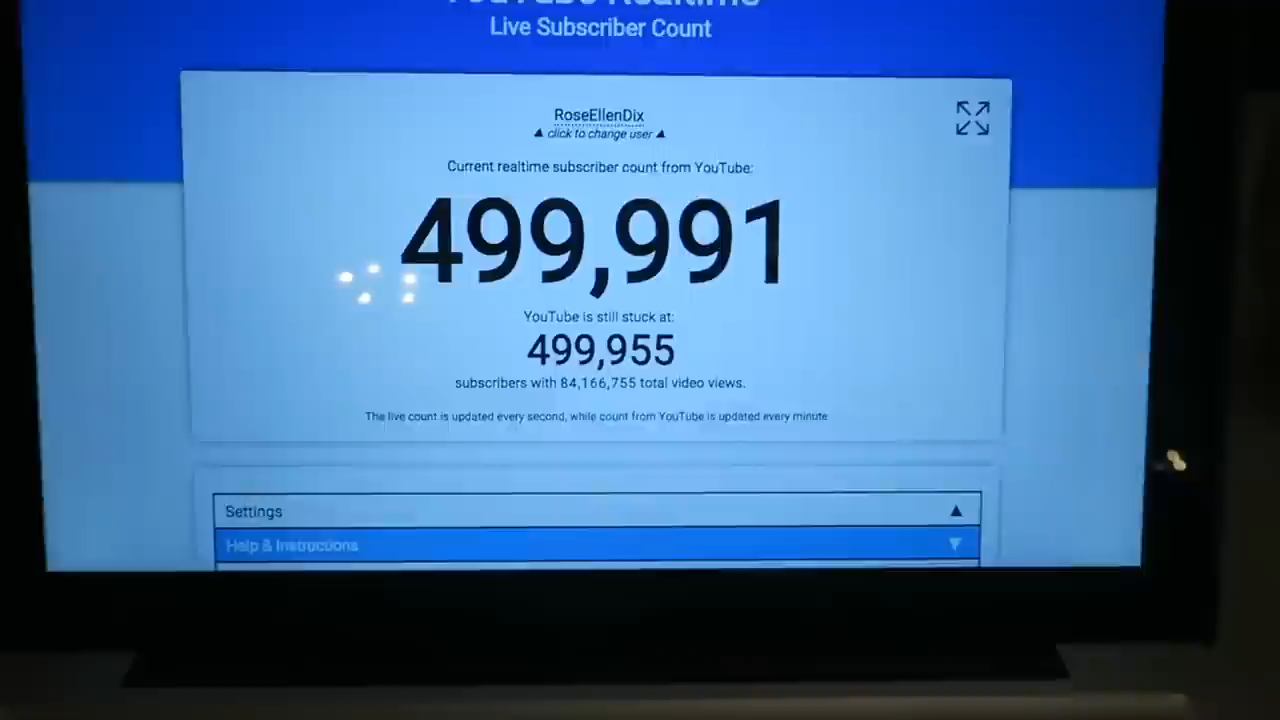 YouTube Realtime
Live Subscriber Count
RoseEllenDix
▲ click to change user ▲
Current realtime subscriber count from YouTube:
499,991
YouTube is still stuck at:
499,955
subscribers with 84,166,755 total video views.
The live count is updated every second, while count from YouTube is updated every minute
Settings ▲
Help & Instructions ▼